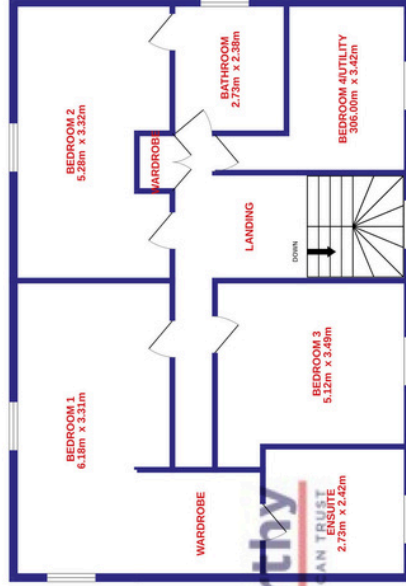 BEDROOM 2
5.28m x 3.32m
BATHROOM
2.73m x 2.38m
BEDROOM 4/UTILITY
306.00m x 3.42m
WARDROBE
LANDING
DOWN
BEDROOM 1
6.18m x 3.31m
BEDROOM 3
5.12m x 3.49m
WARDROBE
ENSUITE
2.73m x 2.42m
thy
CAN TRUST